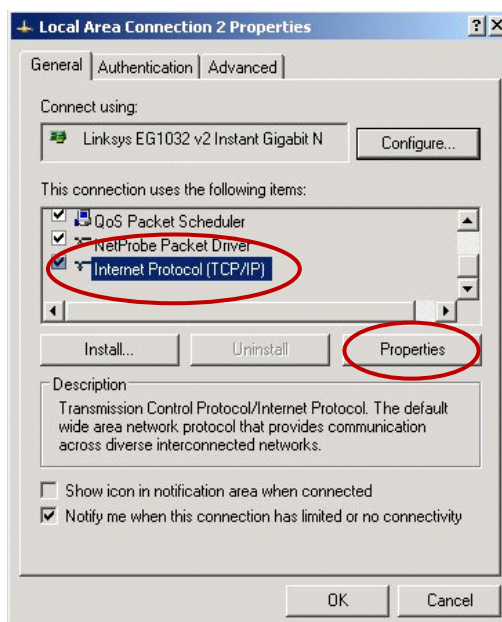 Local Area Connection 2 Properties
General Authentication Advanced
Connect using:
Linksys EG1032 v2 Instant Gigabit N
Configure...
This connection uses the following items:
QoS Packet Scheduler
NetProbe Packet Driver
Internet Protocol (TCP/IP)
Install... Uninstall Properties
Description
Transmission Control Protocol/Internet Protocol. The default
wide area network protocol that provides communication
across diverse interconnected networks.
Show icon in notification area when connected
Notify me when this connection has limited or no connectivity
OK Cancel